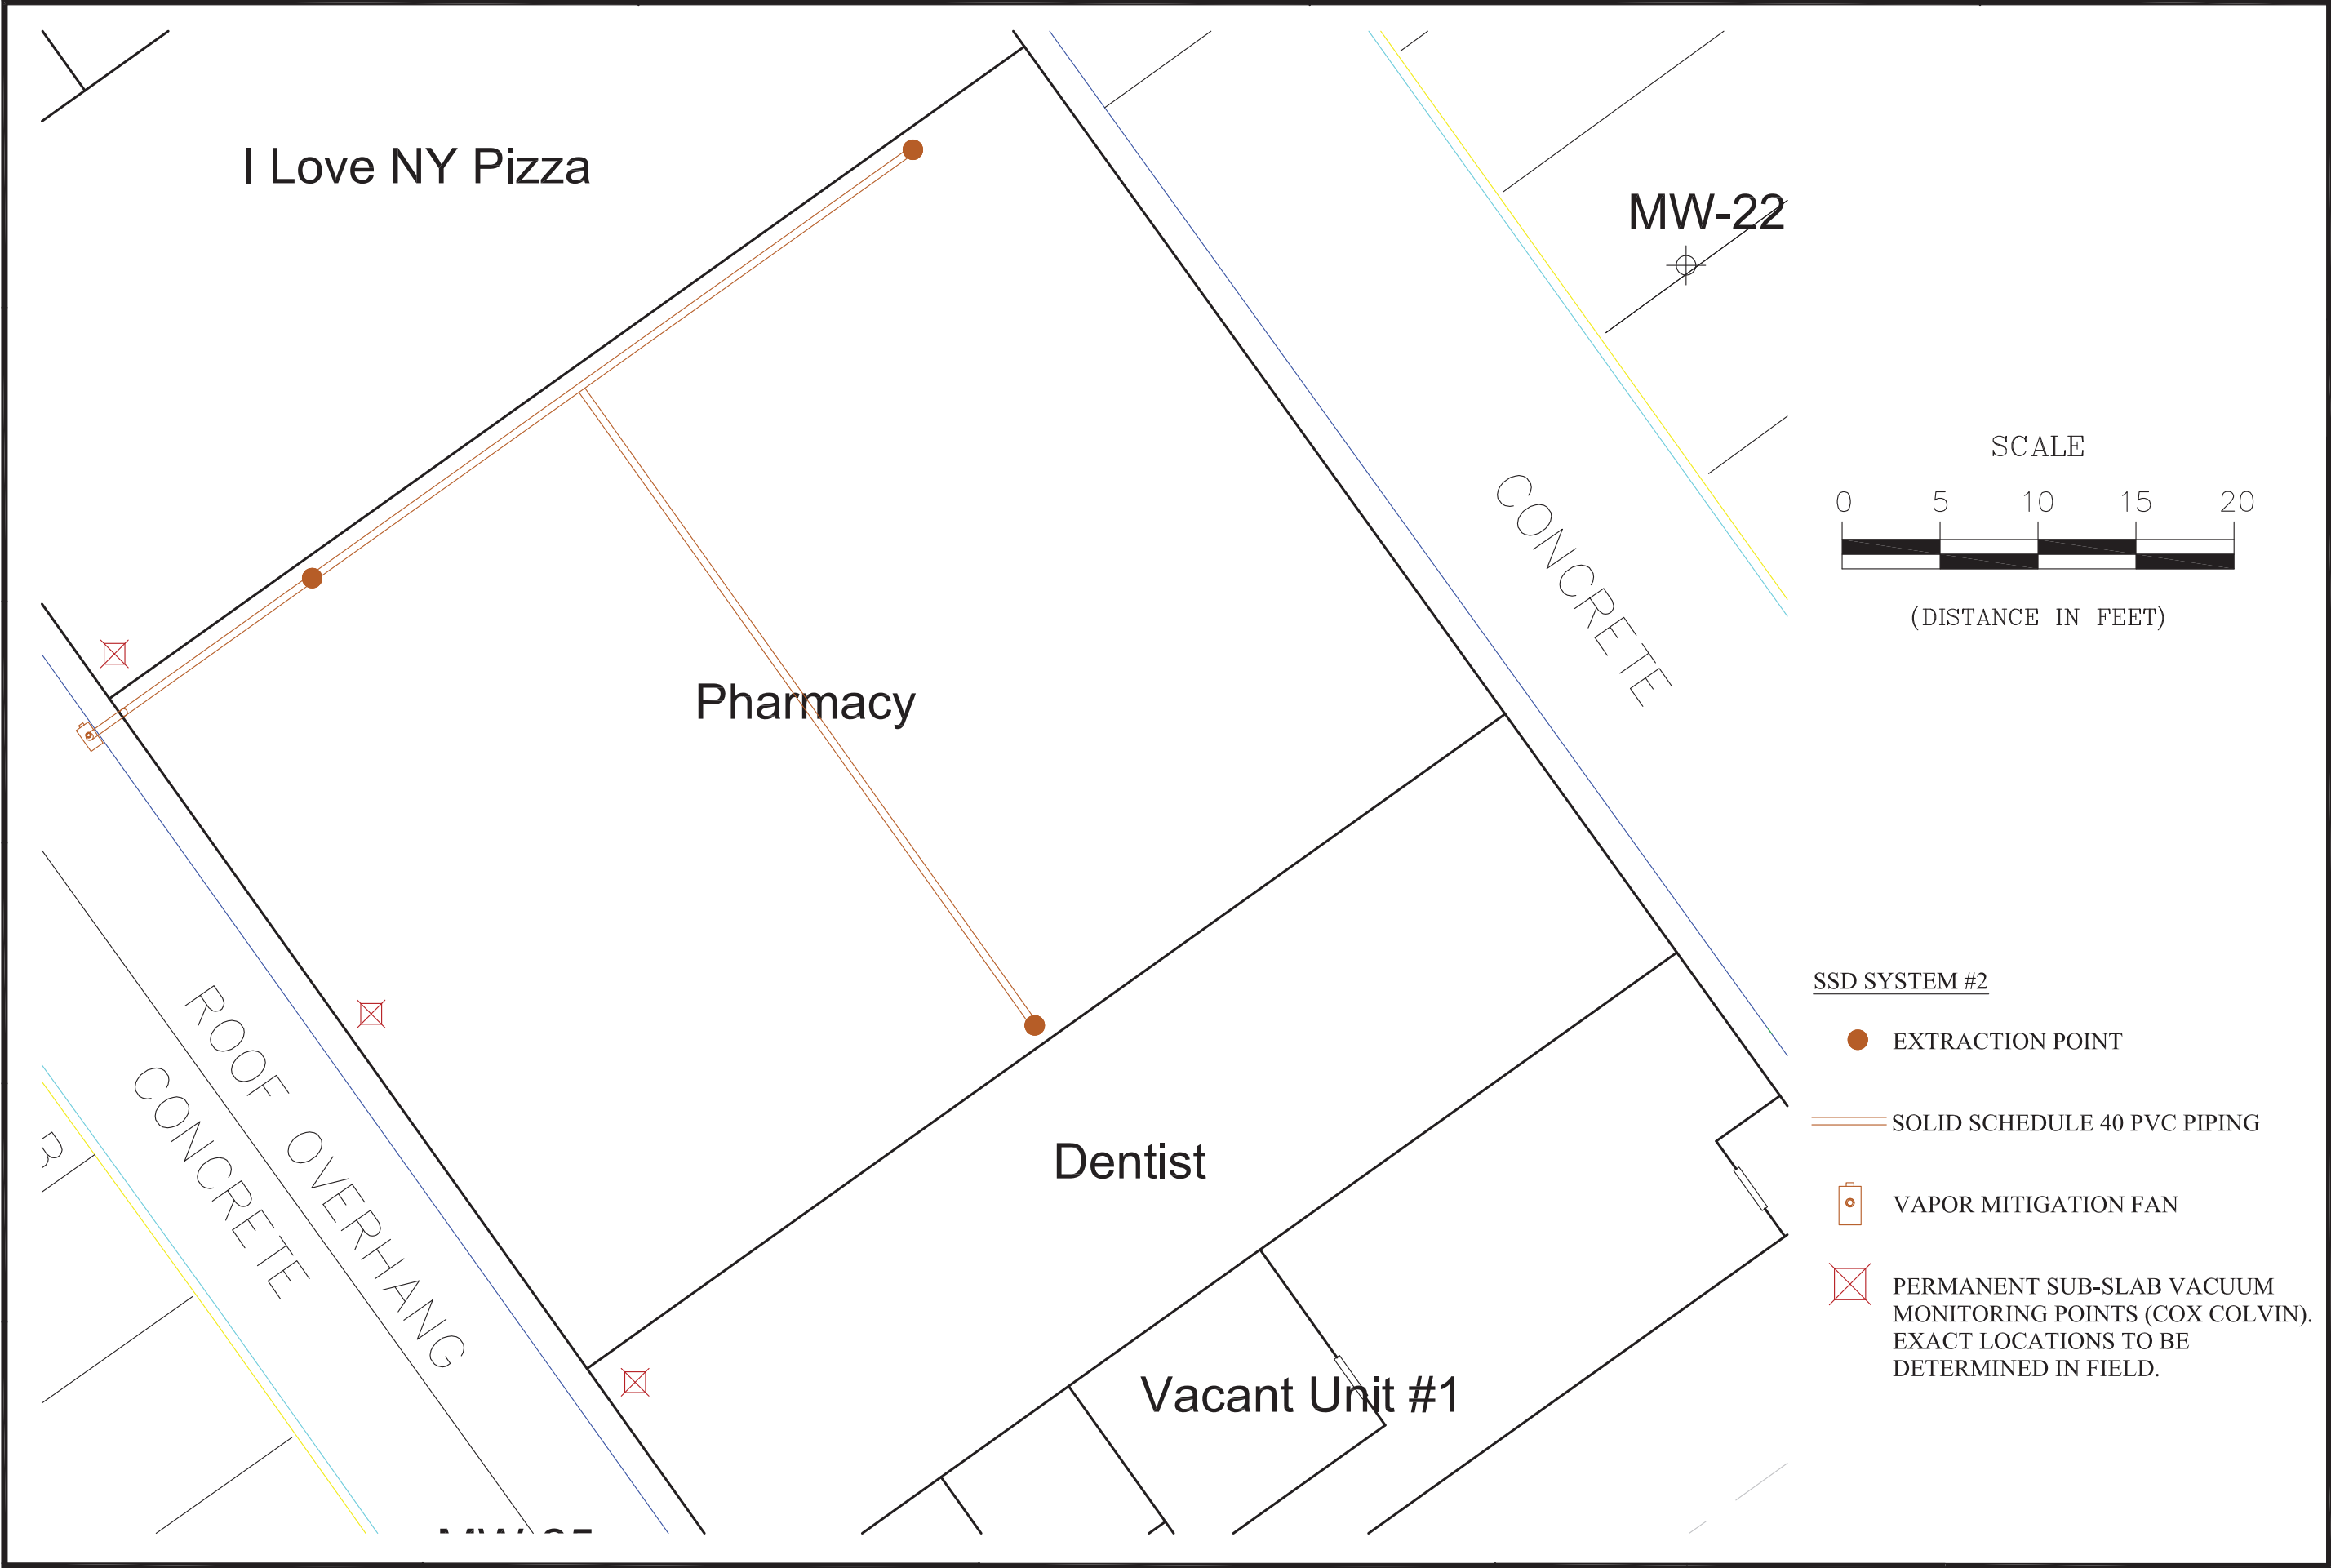 I Love NY Pizza
MW-22
SCALE
0 5 10 15 20
(DISTANCE IN FEET)
CONCRETE
Pharmacy
ROOF OVERHANG
CONCRETE
Dentist
Vacant Unit #1
SSD SYSTEM #2
EXTRACTION POINT
SOLID SCHEDULE 40 PVC PIPING
VAPOR MITIGATION FAN
PERMANENT SUB-SLAB VACUUM
MONITORING POINTS (COX COLVIN).
EXACT LOCATIONS TO BE
DETERMINED IN FIELD.